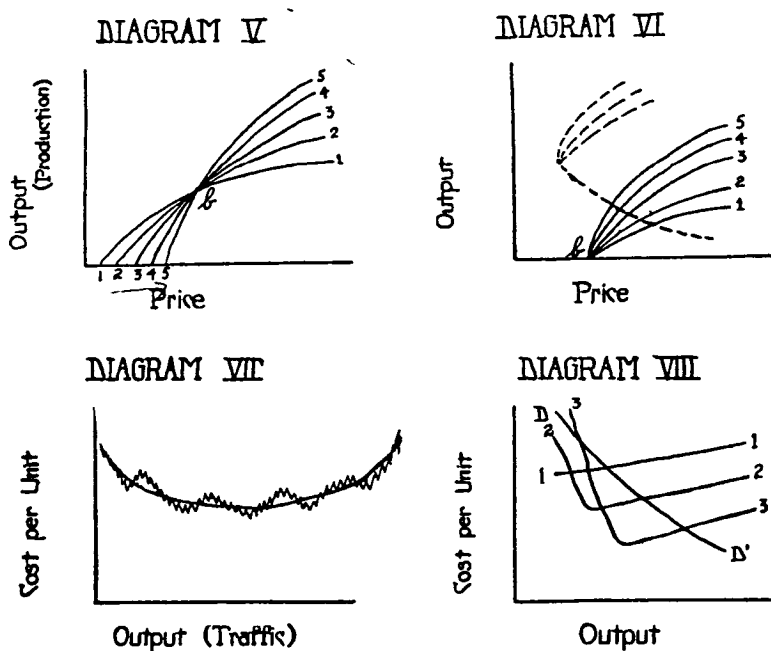 DIAGRAM V
Output
(Production)
5
4
3
2
1
b
1 2 3 4 5
Price
DIAGRAM VI
Output
5
4
3
2
1
b
Price
DIAGRAM VII
Cost per Unit
Output (Traffic)
DIAGRAM VIII
Cost per Unit
D 3
2
1
1
2
3
D'
Output